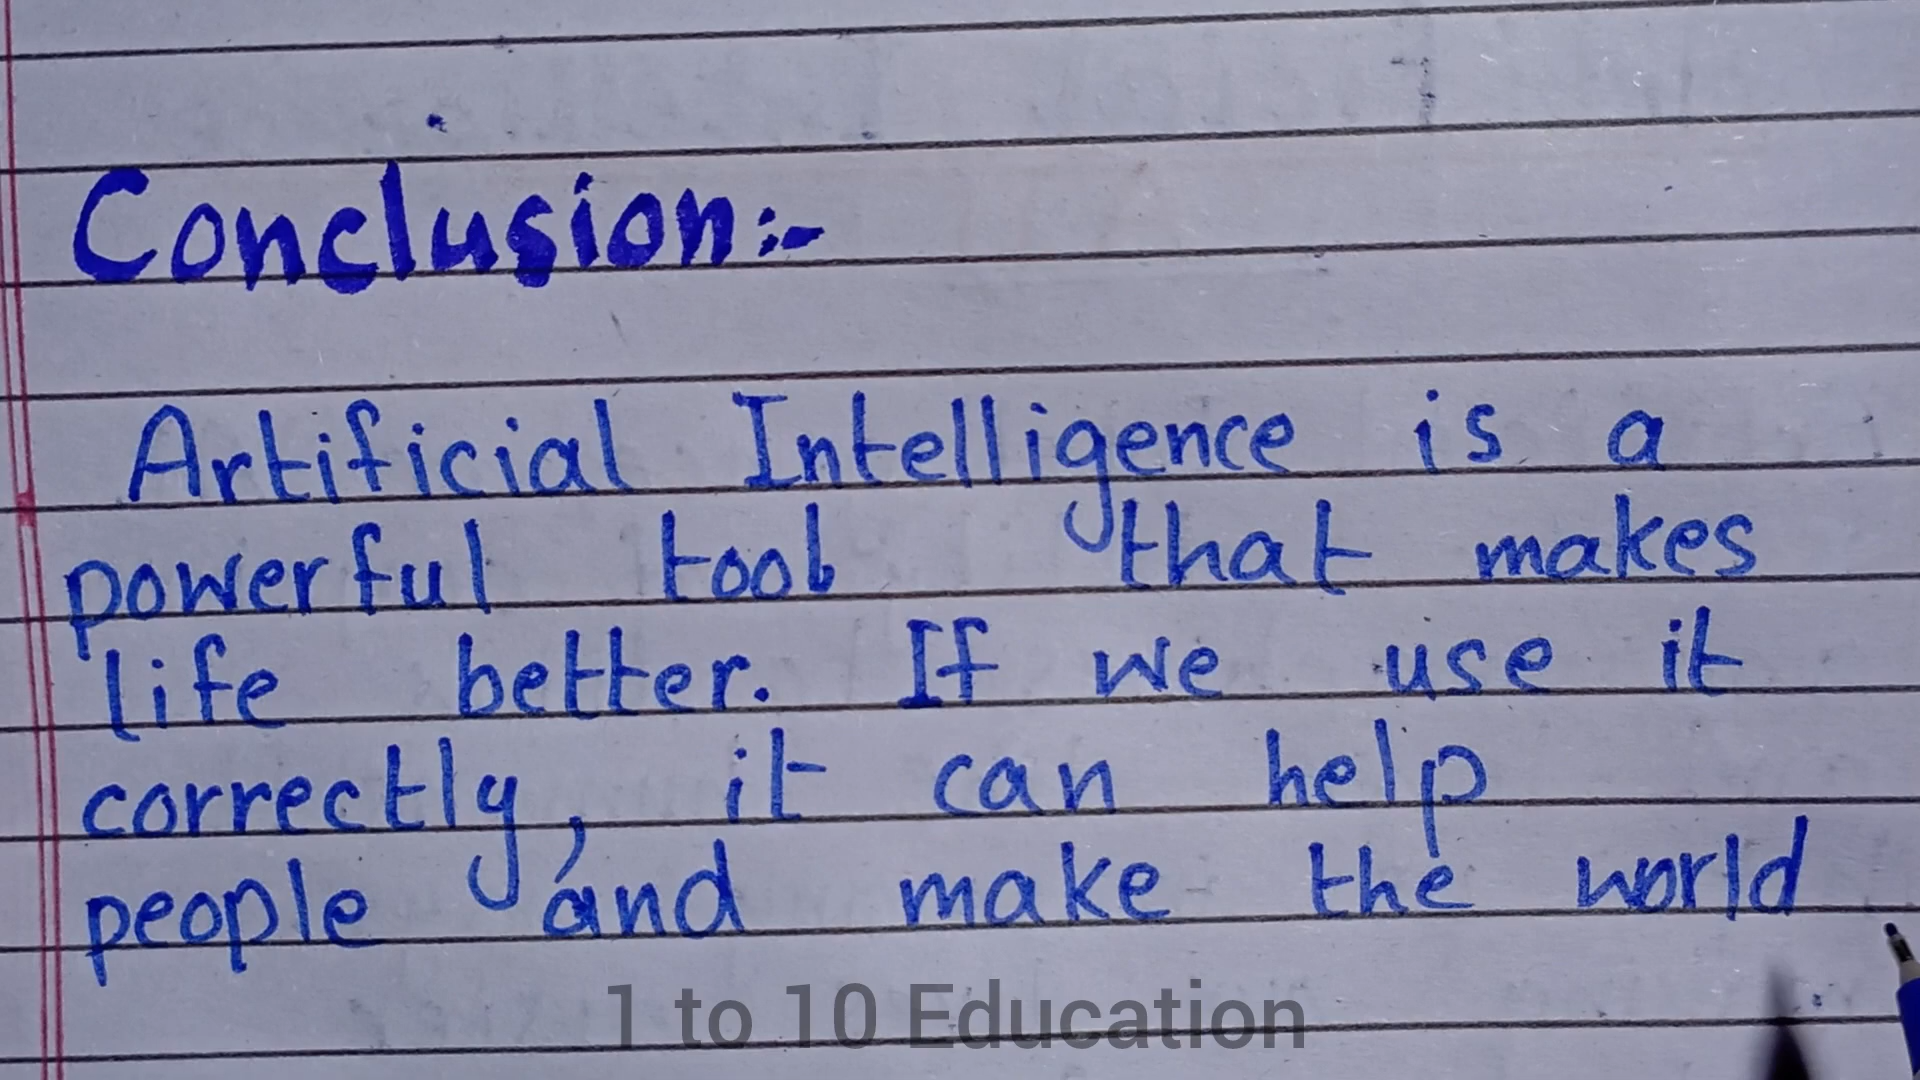 Conclusion:-
Artificial Intelligence is a
powerful tool that makes
life better. If we use it
correctly, it can help
people and make the world
1 to 10 Education